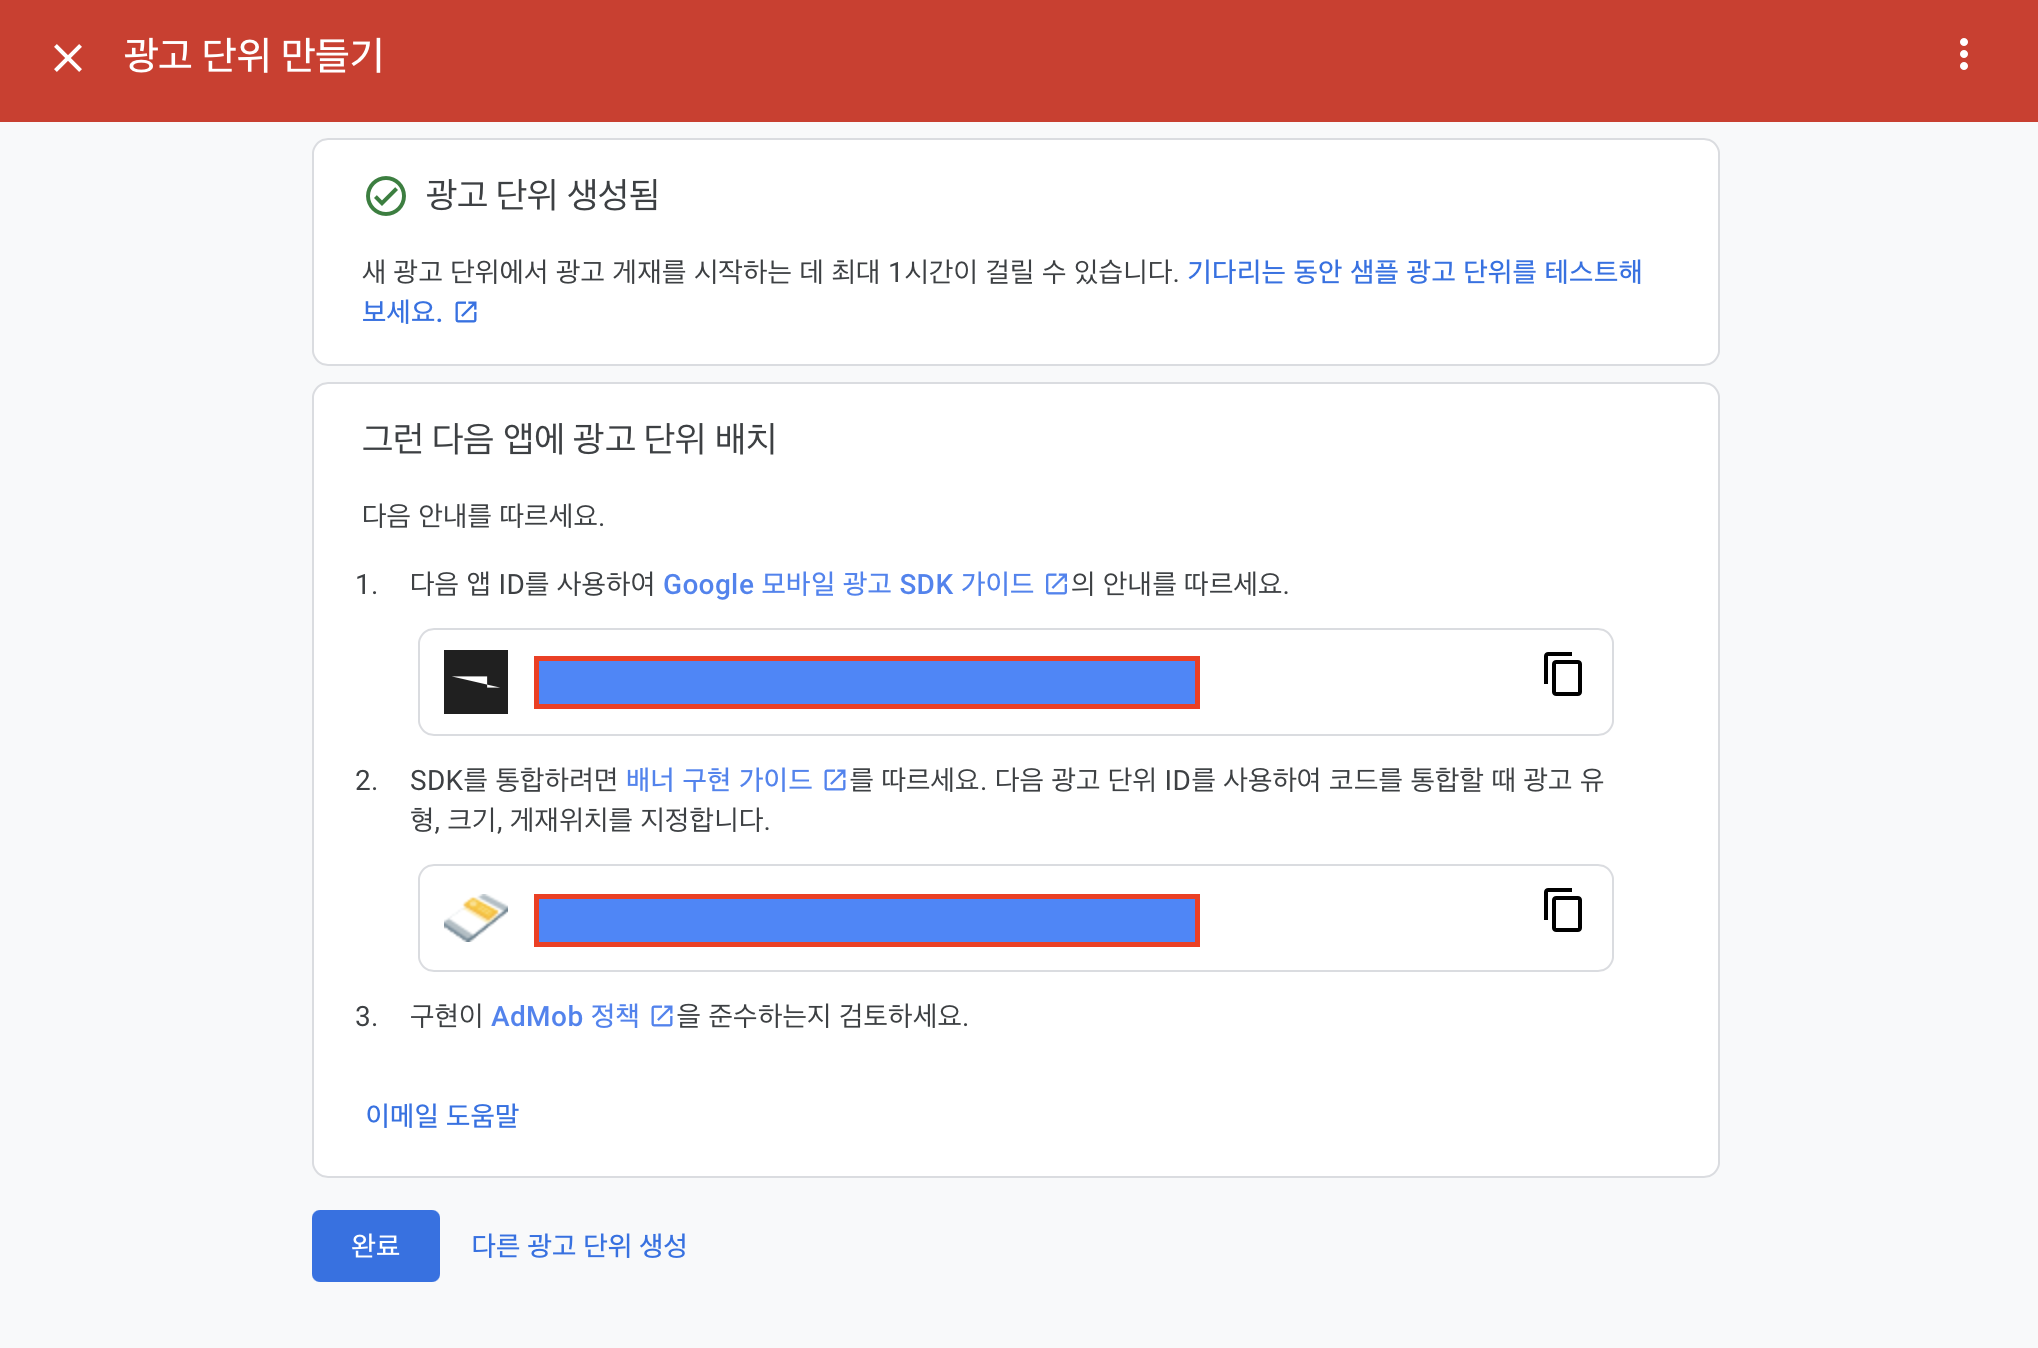 광고 단위 만들기
광고 단위 생성됨
새 광고 단위에서 광고 게재를 시작하는 데 최대 1시간이 걸릴 수 있습니다. 기다리는 동안 샘플 광고 단위를 테스트해
보세요.
그런 다음 앱에 광고 단위 배치
다음 안내를 따르세요.
1. 다음 앱 ID를 사용하여 Google 모바일 광고 SDK 가이드의 안내를 따르세요.
2. SDK를 통합하려면 배너 구현 가이드를 따르세요. 다음 광고 단위 ID를 사용하여 코드를 통합할 때 광고 유
형, 크기, 게재위치를 지정합니다.
3. 구현이 AdMob 정책을 준수하는지 검토하세요.
이메일 도움말
완료 다른 광고 단위 생성